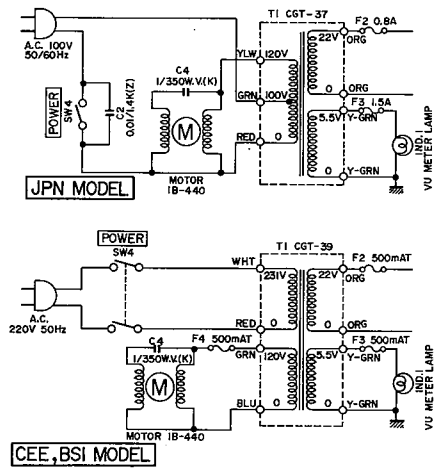 T1 CGT-37
F2 0.8A
A.C. 100V
50/60Hz
YLW 120V
22V ORG
C4
1/350W.V.(K)
GRN 100V
ORG
0
F3 1.5A
POWER
SW4
C2
0.01/1.4K(Z)
M
RED 0
5.5V Y-GRN
0 Y-GRN
IND.1
VU METER LAMP
MOTOR
IB-440
JPN MODEL
POWER
SW4
T1 CGT-39
F2 500mAT
WHT
231V
22V
ORG
A.C.
220V 50Hz
RED 0
0 ORG
C4
1/350W.V.(K)
F4 500mAT
GRN
120V
F3 500mAT
5.5V Y-GRN
M
BLU 0
0 Y-GRN
IND.1
VU METER LAMP
MOTOR IB-440
CEE,BSI MODEL